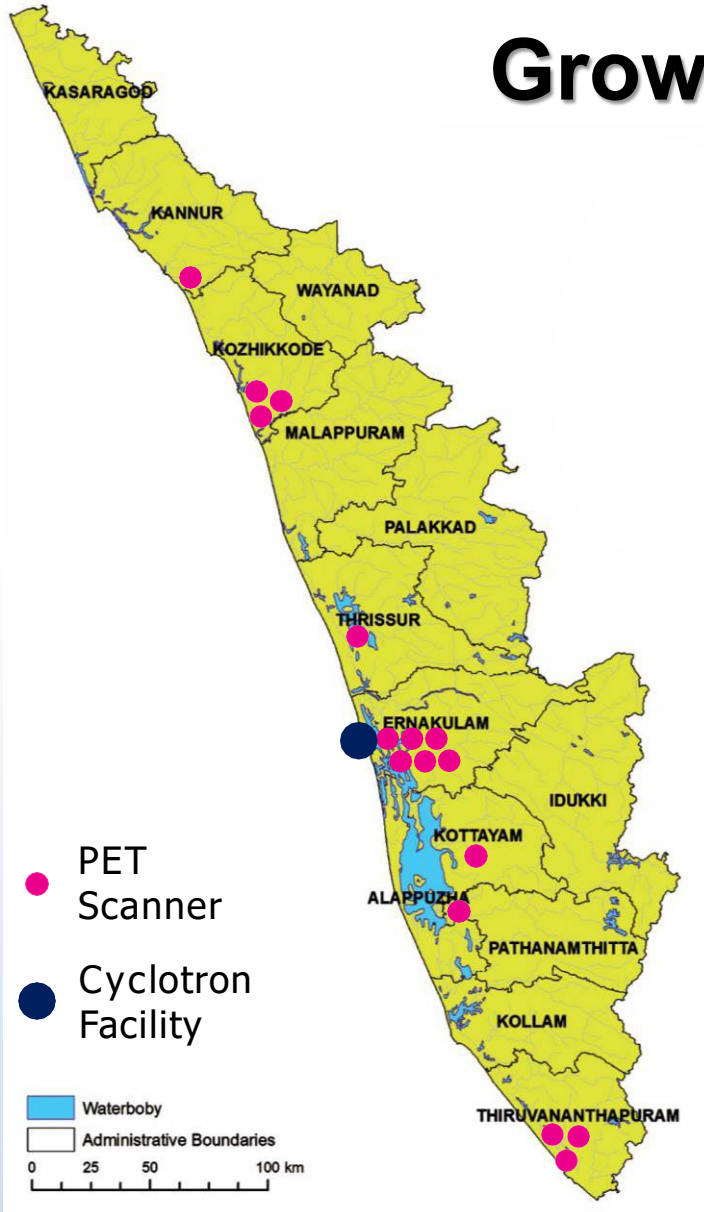 Grow
KASARAGOD
KANNUR
WAYANAD
KOZHIKKODE
MALAPPURAM
PALAKKAD
THRISSUR
ERNAKULAM
IDUKKI
KOTTAYAM
ALAPPUZHA
PATHANAMTHITTA
KOLLAM
THIRUVANANTHAPURAM
PET
Scanner
Cyclotron
Facility
Waterboby
Administrative Boundaries
0 25 50 100 km